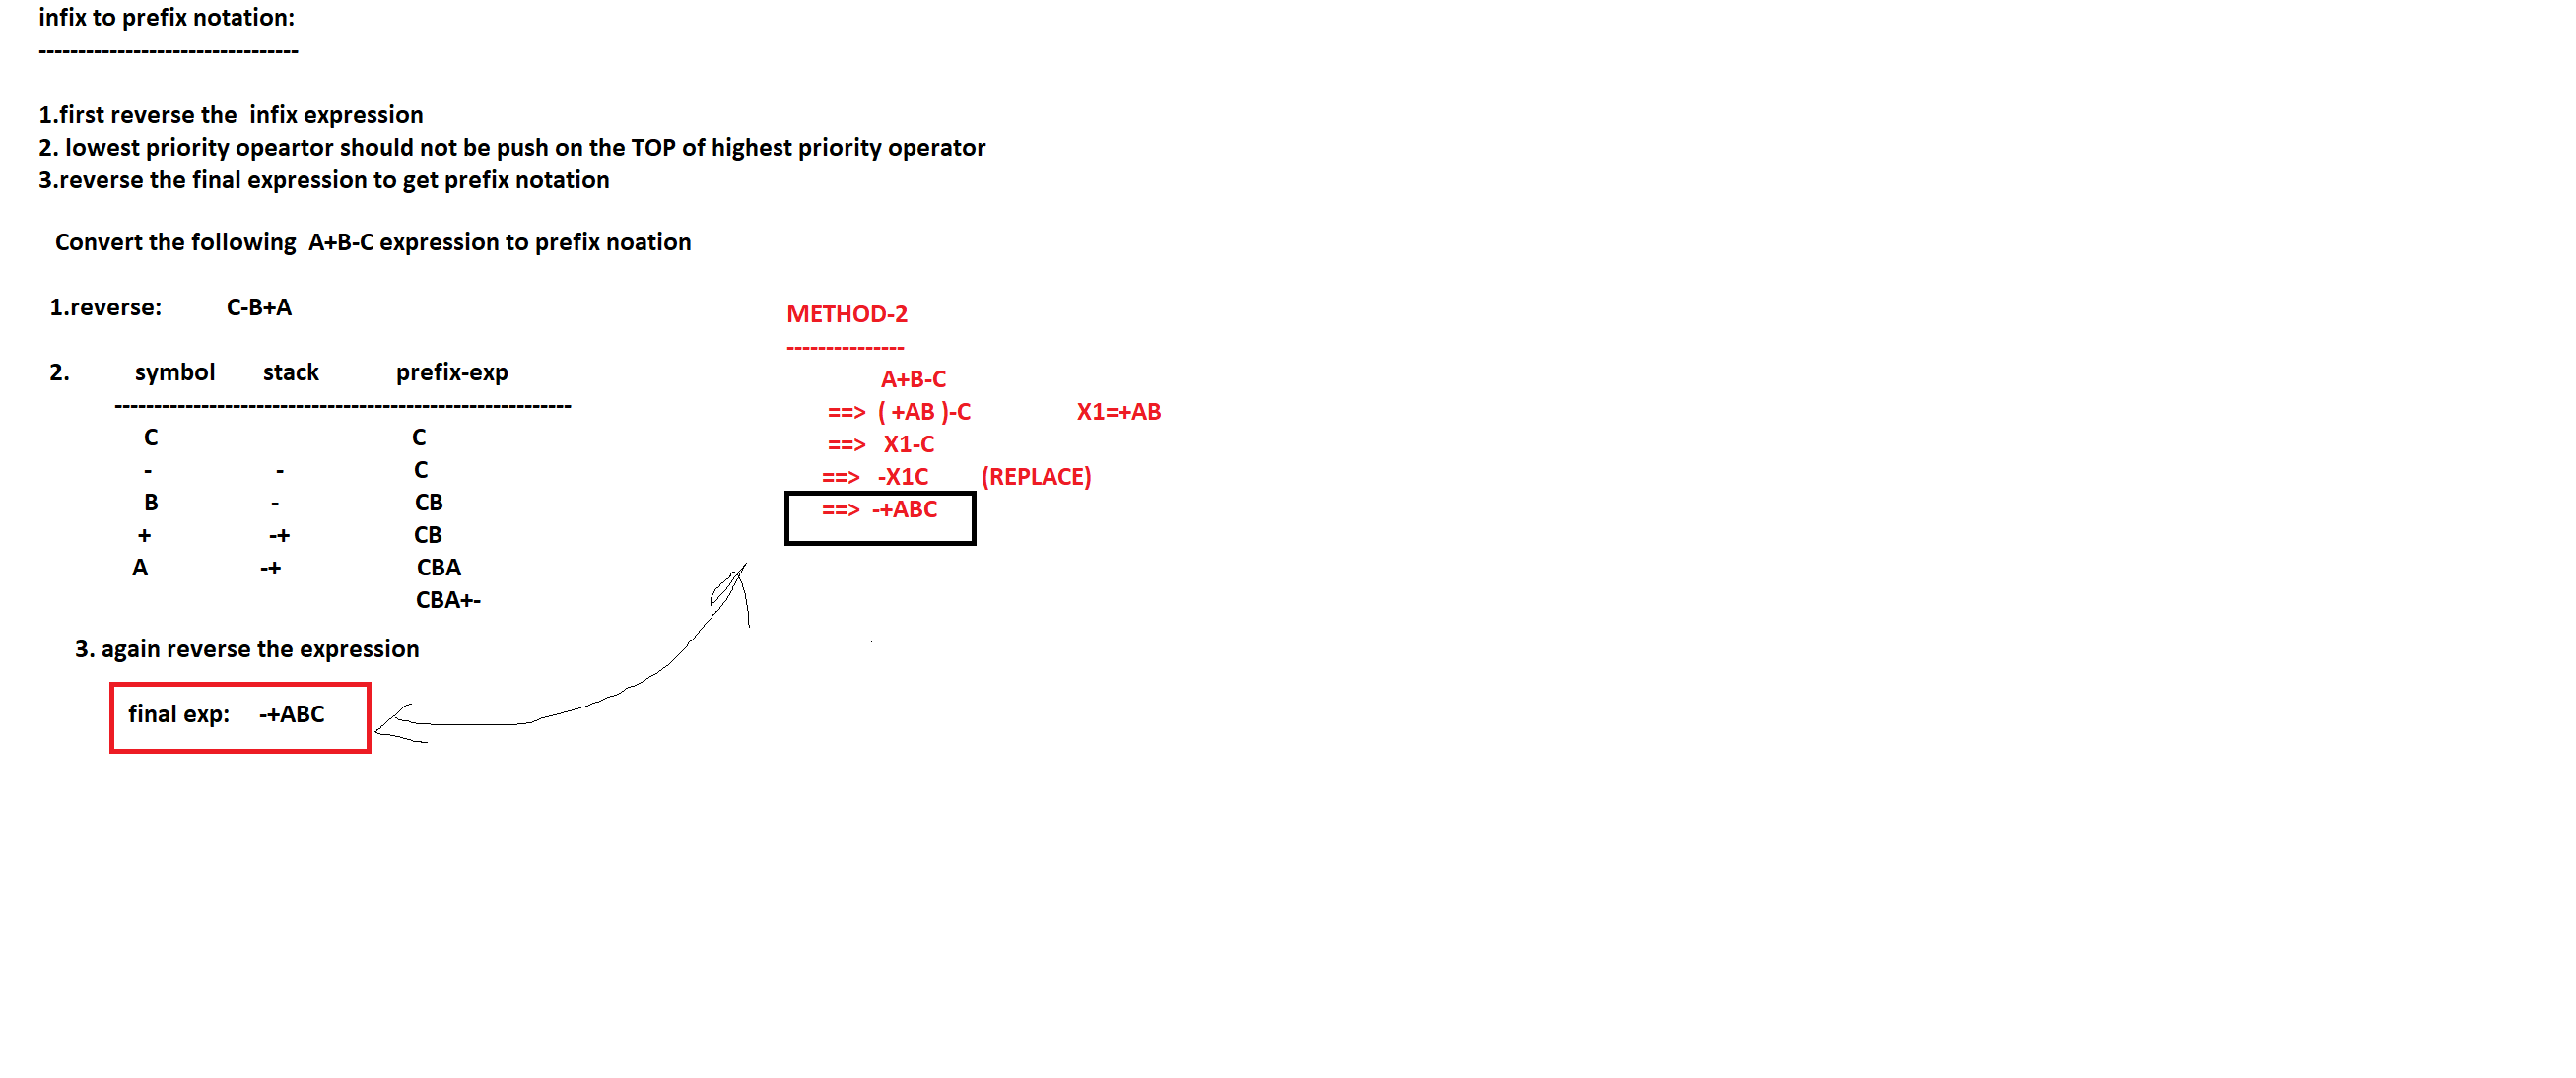 infix to prefix notation:
---------------------------------
1.first reverse the  infix expression
2. lowest priority opeartor should not be push on the TOP of highest priority operator
3.reverse the final expression to get prefix notation
Convert the following  A+B-C expression to prefix noation
1.reverse:          C-B+A
2.          symbol       stack            prefix-exp
----------------------------------------------------------
C                                        C
-                    -                    C
B                  -                     CB
+                  -+                   CB
A                 -+                     CBA
CBA+-
3. again reverse the expression
final exp:     -+ABC
METHOD-2
---------------
A+B-C
==>  ( +AB )-C                 X1=+AB
==>   X1-C
==>   -X1C         (REPLACE)
==>  -+ABC